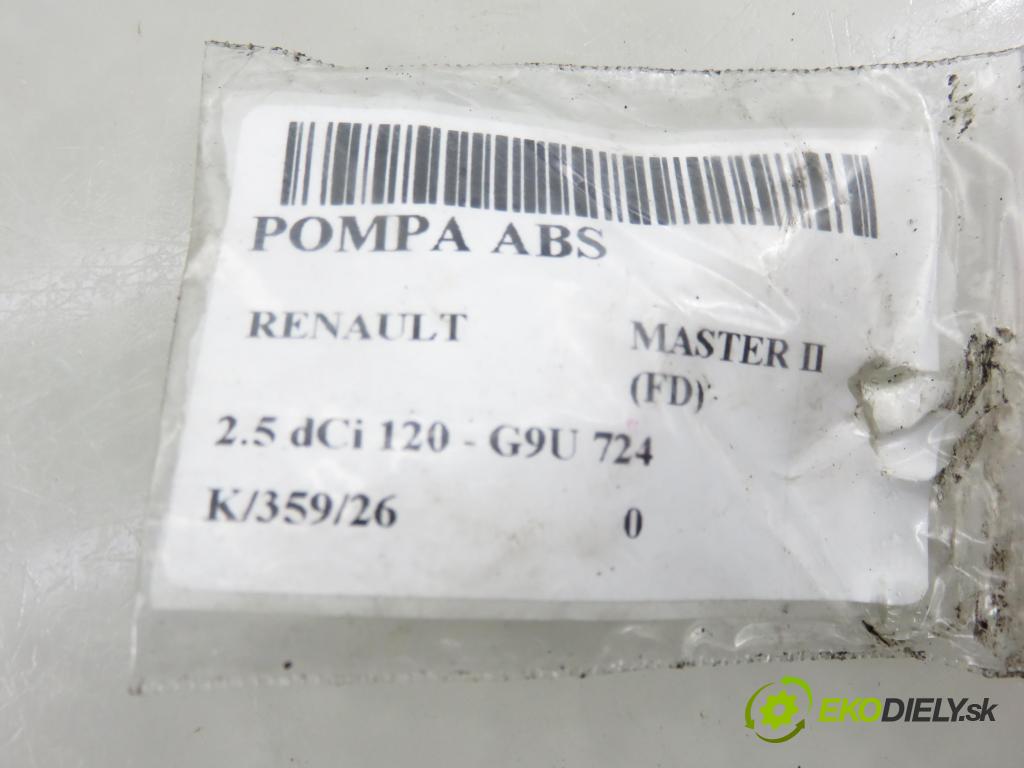 POMPA ABS
RENAULT MASTER II
(FD)
2.5 dCi 120 - G9U 724
K/359/26 0
EKODIELY.sk